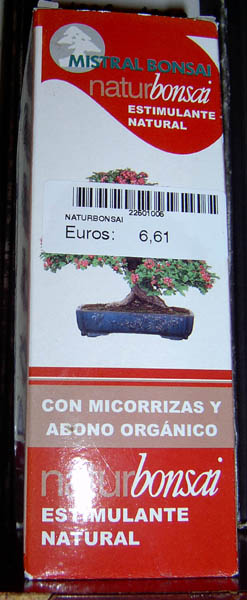 MISTRAL BONSAI
naturbonsai
ESTIMULANTE
NATURAL
22601006
NATURBONSAI
Euros: 6,61
CON MICORRIZAS Y
ABONO ORGÁNICO
naturbonsai
ESTIMULANTE
NATURAL